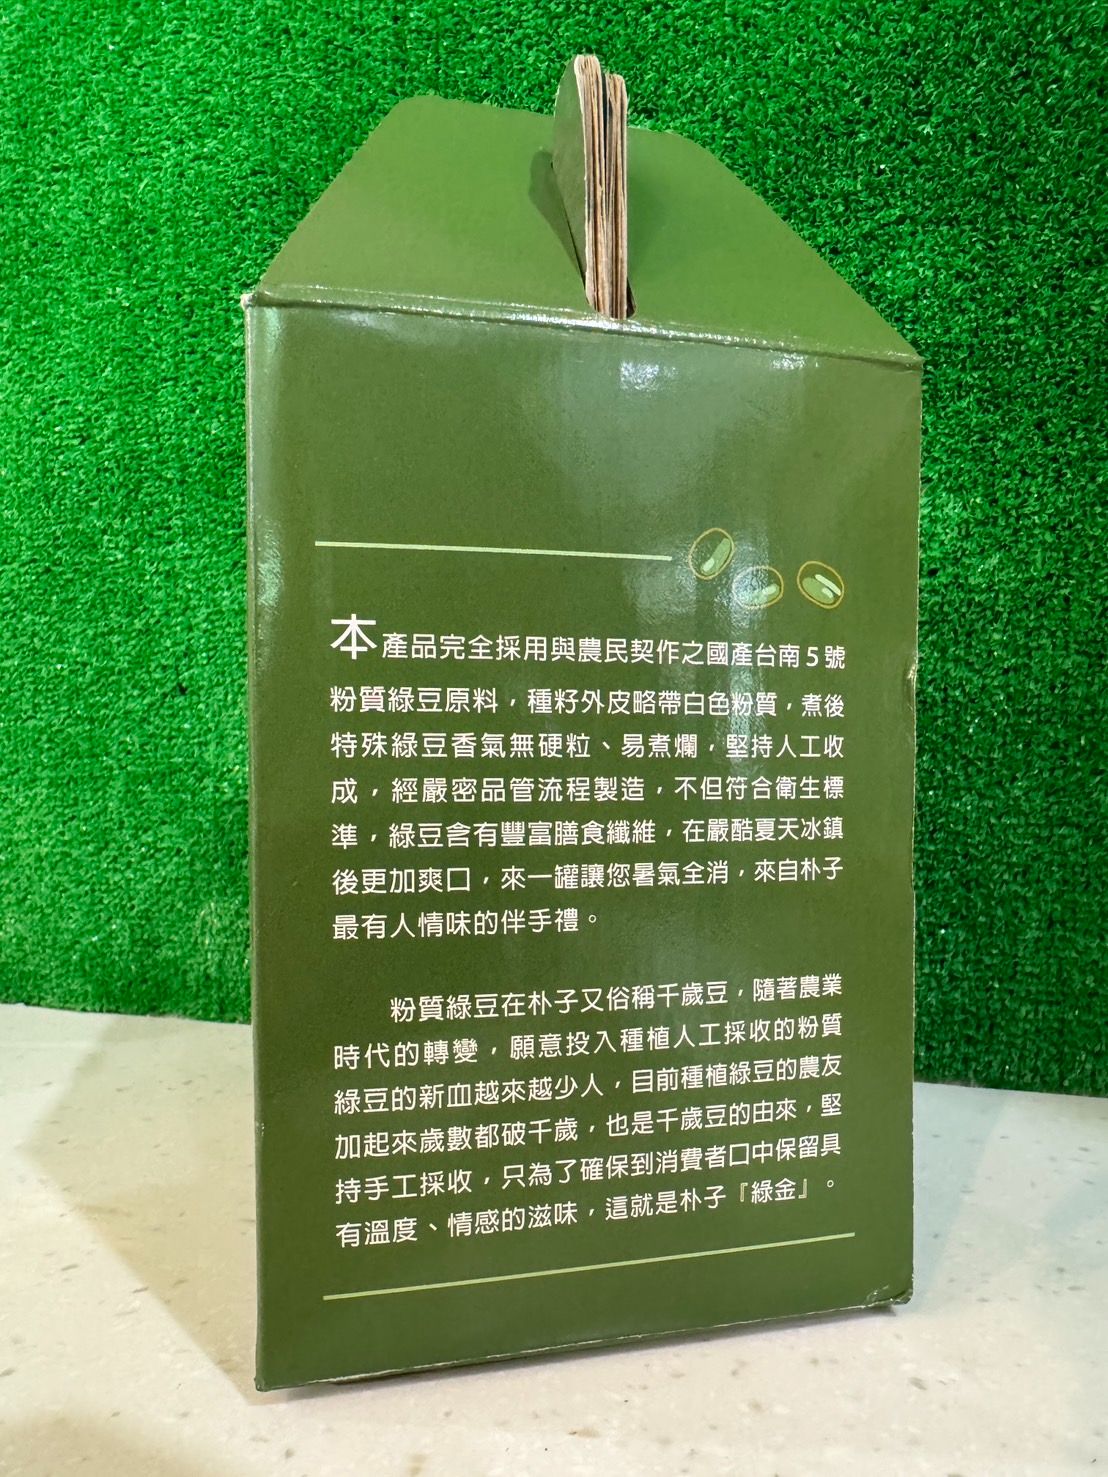 本產品完全採用與農民契作之國產台南5號
粉質綠豆原料，種籽外皮略帶白色粉質，煮後
特殊綠豆香氣無硬粒、易煮爛，堅持人工收
成，經嚴密品管流程製造，不但符合衛生標
準，綠豆含有豐富膳食纖維，在嚴酷夏天冰鎮
後更加爽口，來一罐讓您暑氣全消，來自朴子
最有人情味的伴手禮。
粉質綠豆在朴子又俗稱千歲豆，隨著農業
時代的轉變，願意投入種植人工採收的粉質
綠豆的新血越來越少人，目前種植綠豆的農友
加起來歲數都破千歲，也是千歲豆的由來，堅
持手工採收，只為了確保到消費者口中保留具
有溫度、情感的滋味，這就是朴子『綠金』。